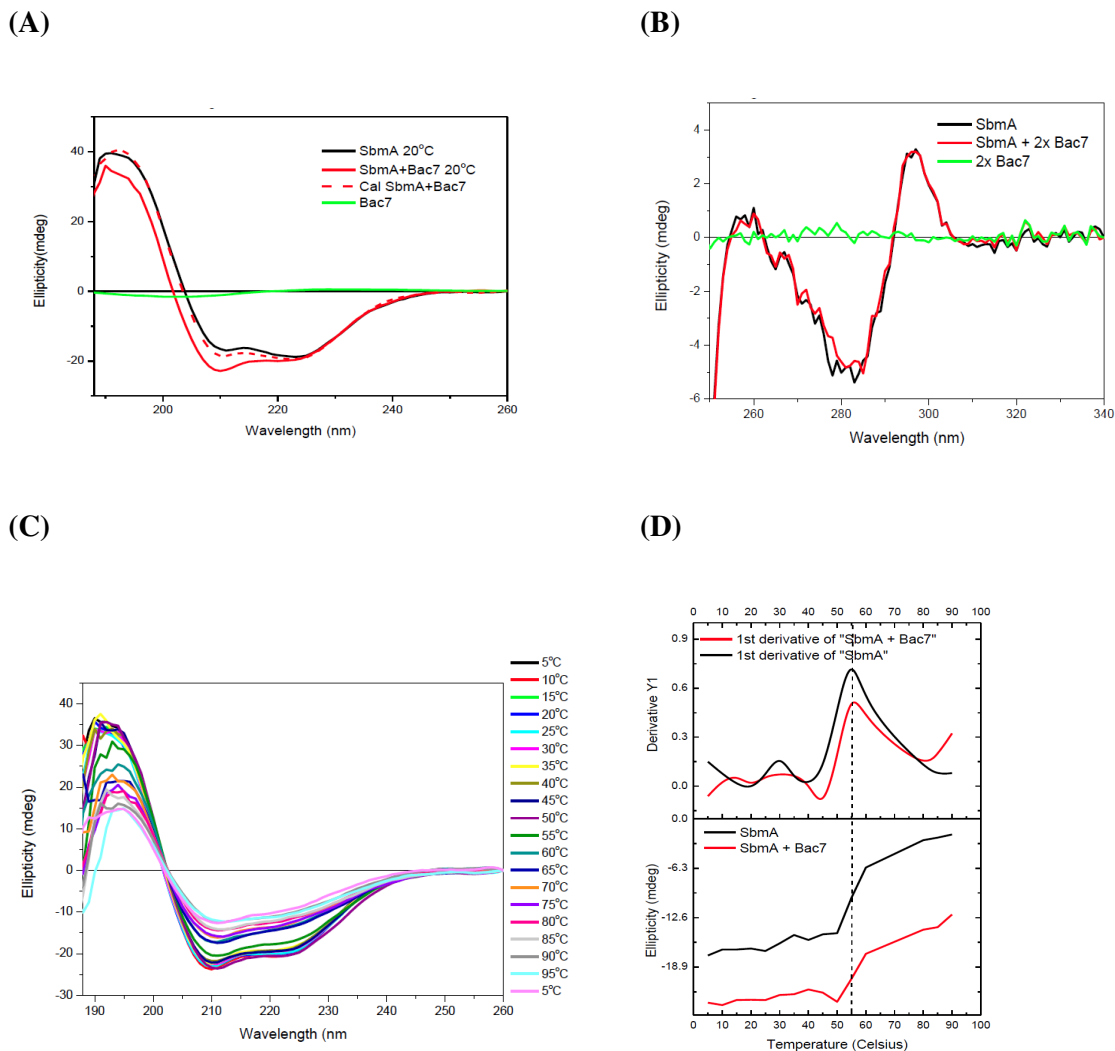 (A)
(B)
SbmA 20°C
SbmA+Bac7 20°C
Cal SbmA+Bac7
Bac7
40
20
0
-20
200
220
240
260
Ellipticity(mdeg)
Wavelength (nm)
SbmA
SbmA + 2x Bac7
2x Bac7
4
2
0
-2
-4
-6
260
280
300
320
340
Ellipticity (mdeg)
Wavelength (nm)
(C)
(D)
40
30
20
10
0
-10
-20
-30
190
200
210
220
230
240
250
260
Ellipticity (mdeg)
Wavelength (nm
5°C
10°C
15°C
20°C
25°C
30°C
35°C
40°C
45°C
50°C
55°C
60°C
65°C
70°C
75°C
80°C
85°C
90°C
95°C
5°C
0 10 20 30 40 50 60 70 80 90 100
1st derivative of "SbmA + Bac7"
1st derivative of "SbmA"
0.9
0.6
0.3
0.0
0.0
Derivative Y1
SbmA
SbmA + Bac7
-6.3
-12.6
-18.9
Ellipticity (mdeg)
0 10 20 30 40 50 60 70 80 90 100
Temperature (Celsius)